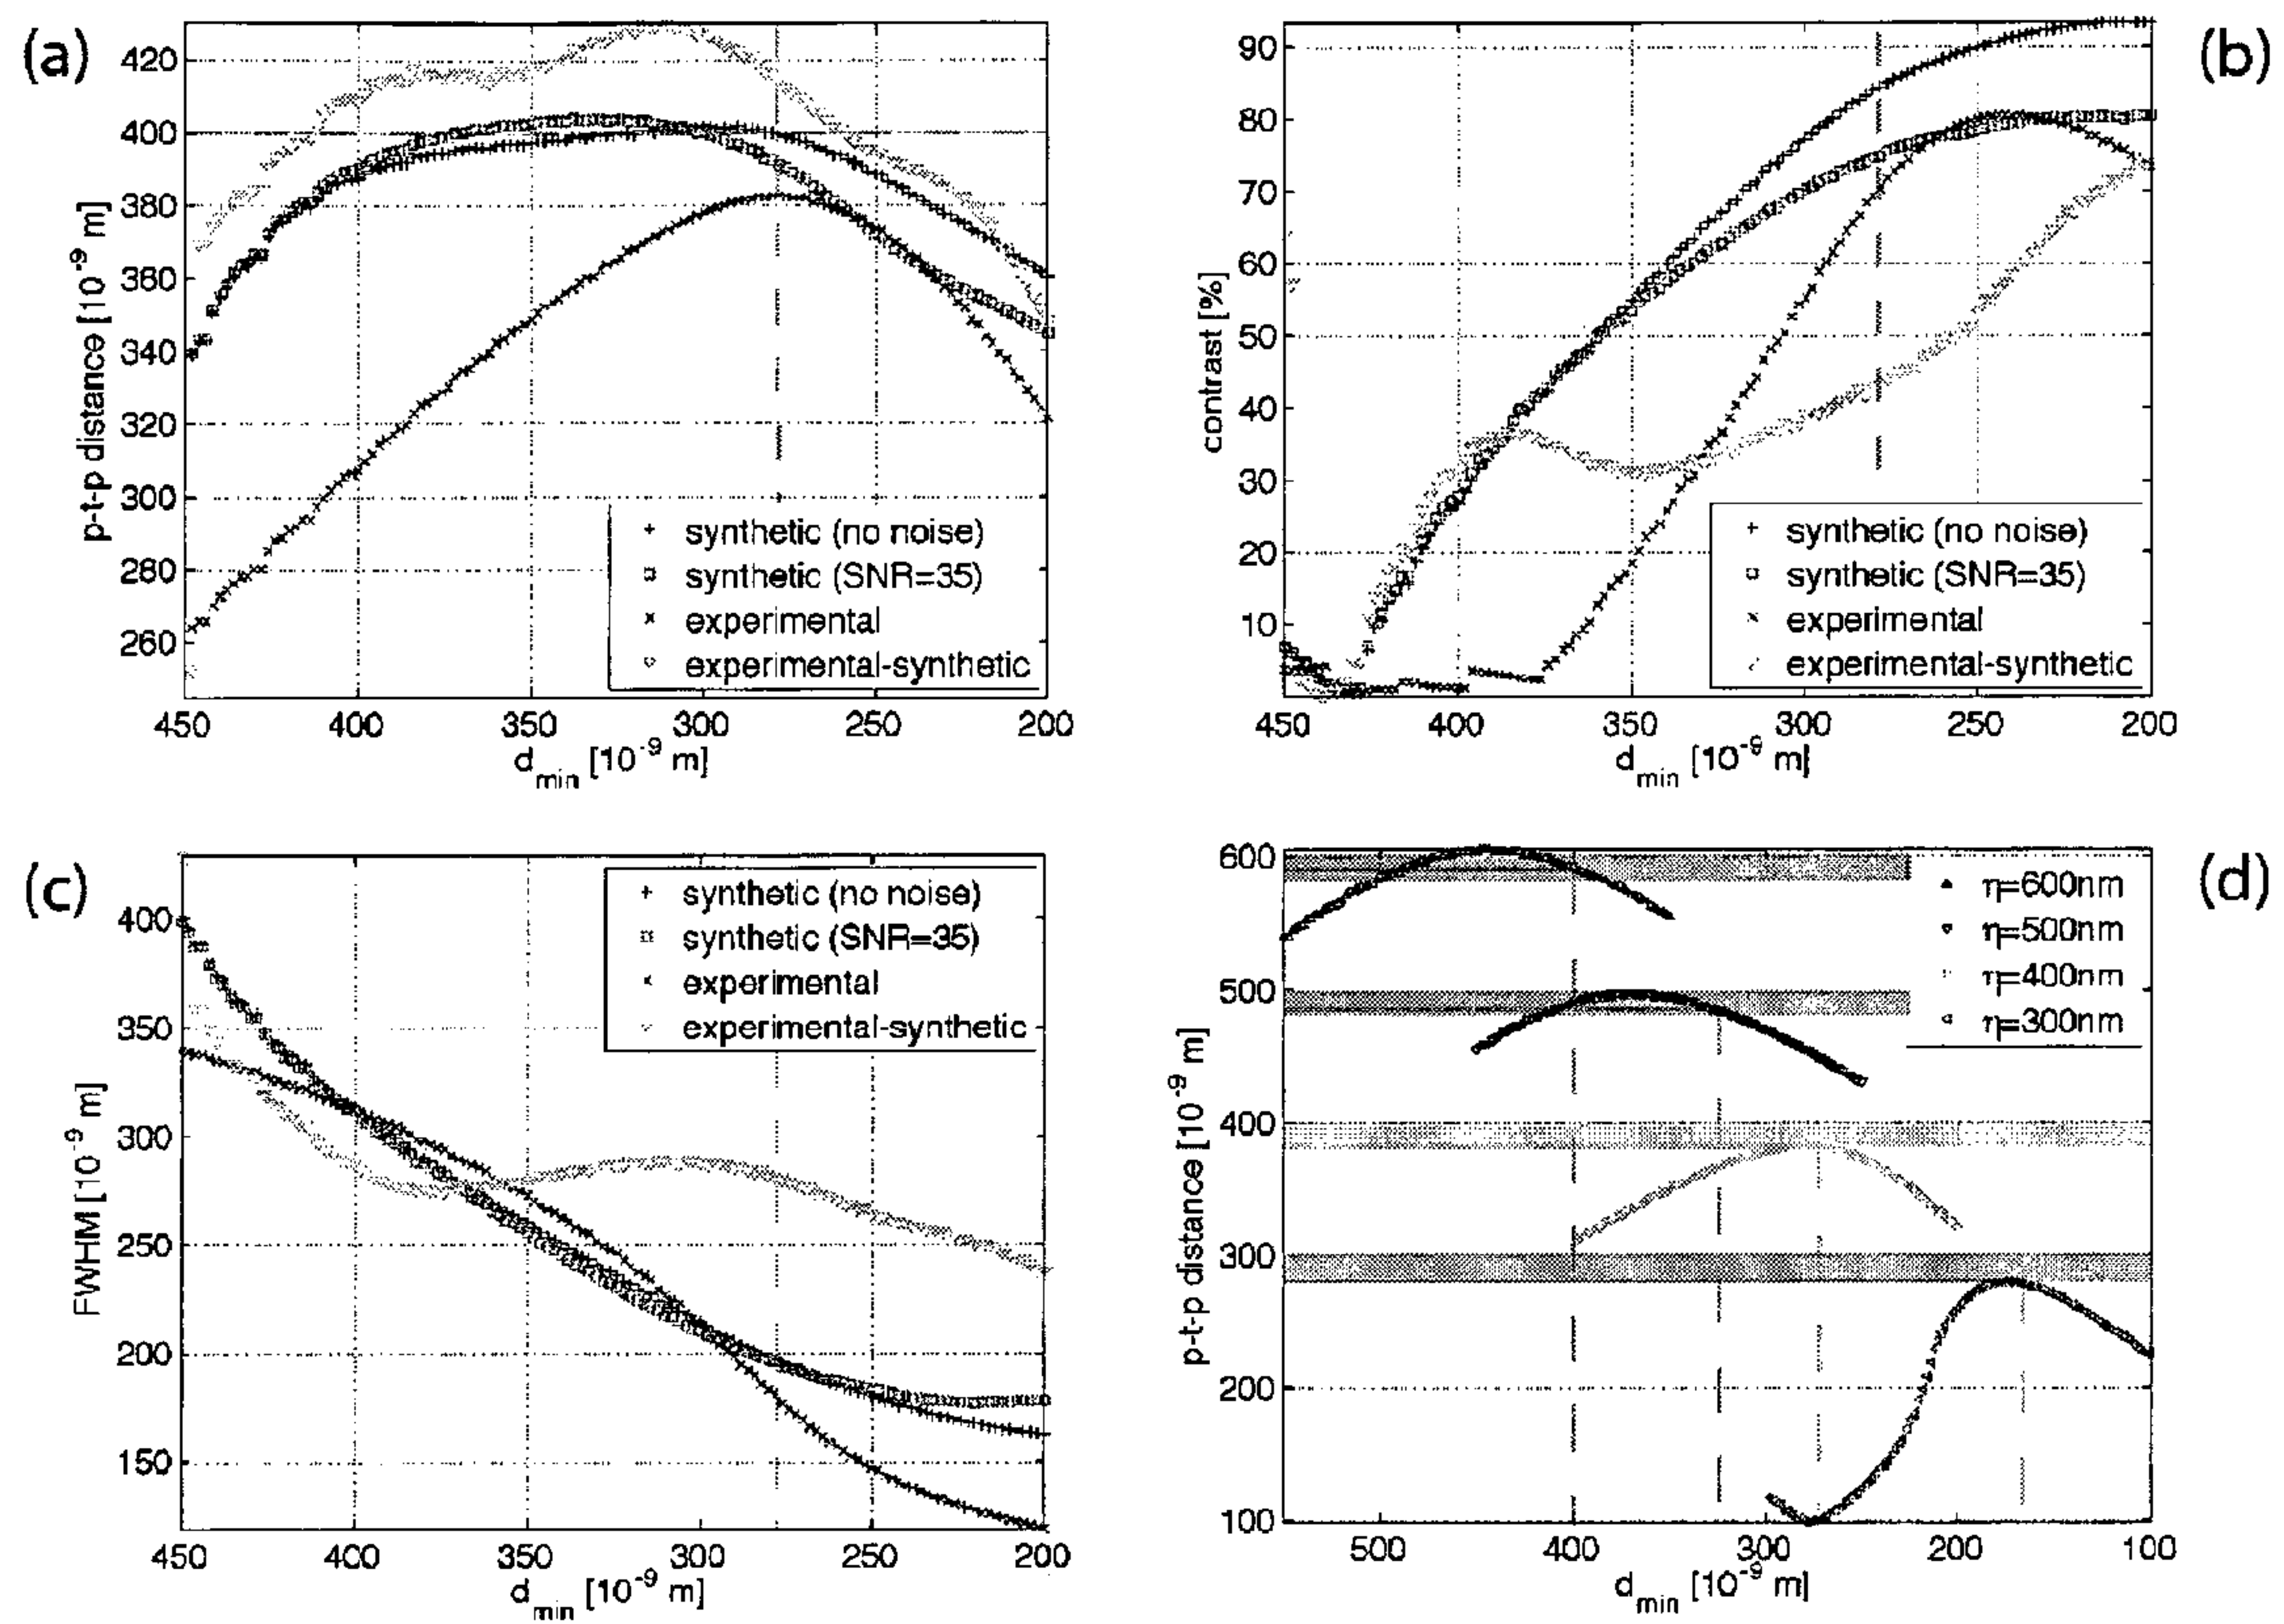 (a)
420
400
380
360
340
320
300
280
260
p-t-p distance [10⁻⁹ m]
synthetic (no noise)
synthetic (SNR=35)
experimental
experimental-synthetic
450 400 350 300 250 200
d_min [10⁻⁹ m]
(b)
90
80
70
60
50
40
30
20
10
contrast [%]
synthetic (no noise)
synthetic (SNR=35)
experimental
experimental-synthetic
450 400 350 300 250 200
d_min [10⁻⁹ m]
(c)
400
350
300
250
200
150
FWHM [10⁻⁹ m]
synthetic (no noise)
synthetic (SNR=35)
experimental
experimental-synthetic
450 400 350 300 250 200
d_min [10⁻⁹ m]
(d)
600
500
400
300
200
100
p-t-p distance [10⁻⁹ m]
η=600nm
η=500nm
η=400nm
η=300nm
500 400 300 200 100
d_min [10⁻⁹ m]